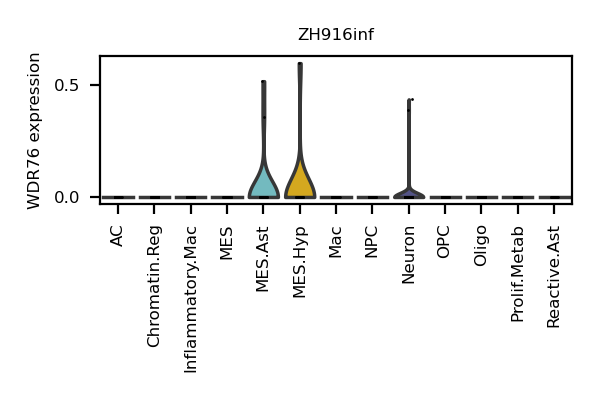 ZH916inf
WDR76 expression
0.5
0.0
AC
Chromatin.Reg
Inflammatory.Mac
MES
MES.Ast
MES.Hyp
Mac
NPC
Neuron
OPC
Oligo
Prolif.Metab
Reactive.Ast